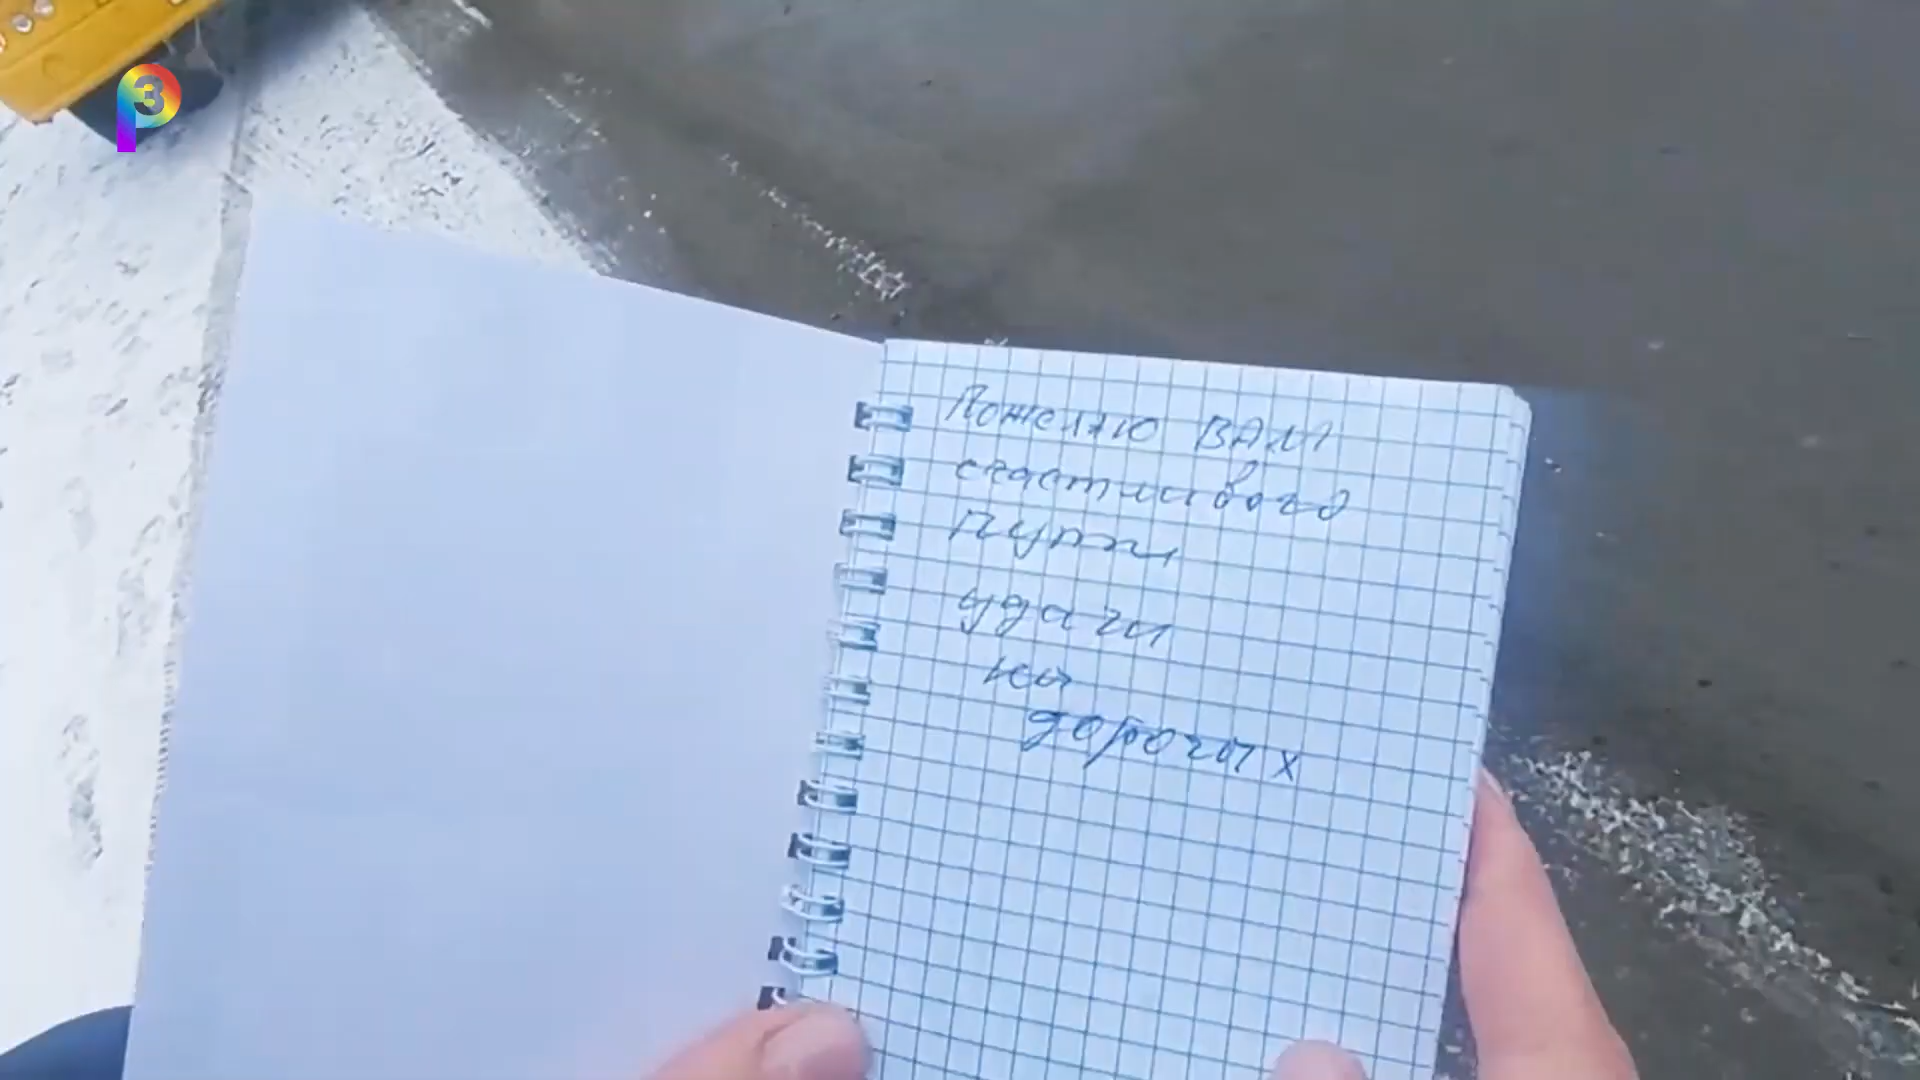 З
Пожелаю ВАМ
счастливого
Пути
удачи
на
дорогах